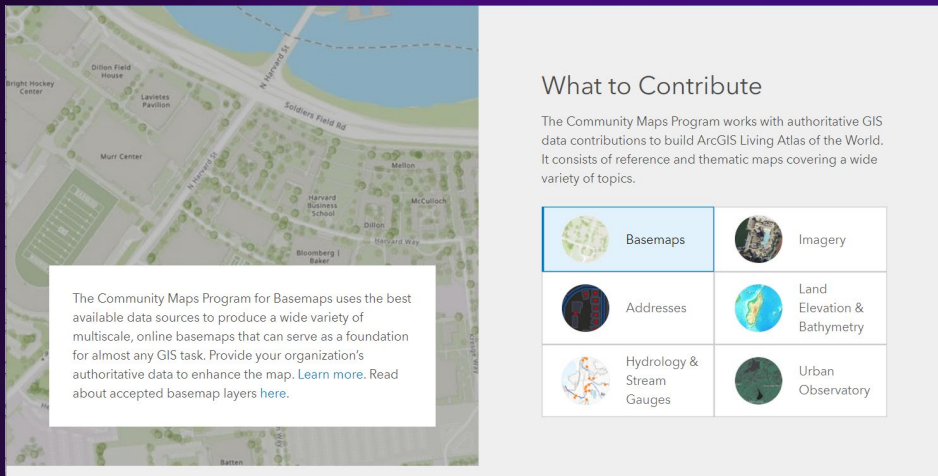 Dillon Field
House
Bright Hockey
Center
Lavietes
Pavilion
N Harvard St
Soldiers Field Rd
Murr Center
N Harvard St
Mellon
Harvard
Business
School
McCulloch
Dillon
Harvard Way
Bloomberg |
Baker
The Community Maps Program for Basemaps uses the best
available data sources to produce a wide variety of
multiscale, online basemaps that can serve as a foundation
for almost any GIS task. Provide your organization's
authoritative data to enhance the map. Learn more. Read
about accepted basemap layers here.
Batten
What to Contribute
The Community Maps Program works with authoritative GIS
data contributions to build ArcGIS Living Atlas of the World.
It consists of reference and thematic maps covering a wide
variety of topics.
Basemaps
Imagery
Addresses
Land
Elevation &
Bathymetry
Hydrology &
Stream
Gauges
Urban
Observatory